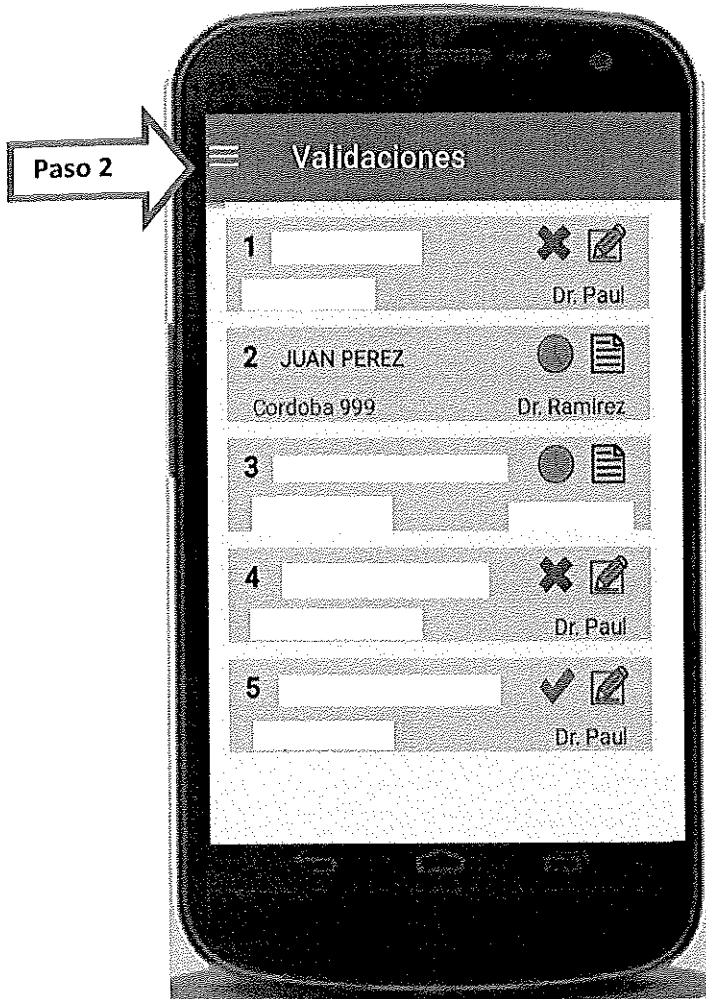 Paso 2
Validaciones
1
Dr. Paul
2 JUAN PEREZ
Cordoba 999 Dr. Ramirez
3
4
Dr. Paul
5
Dr. Paul